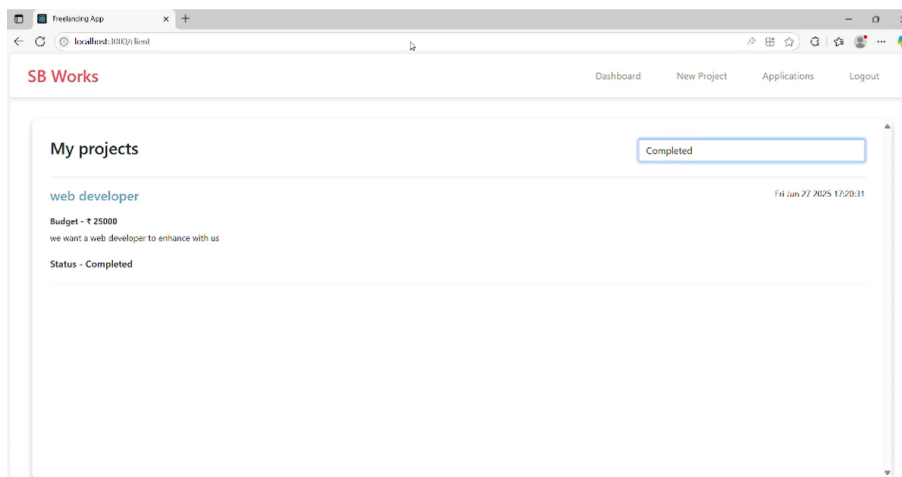 Freelancing App
localhost:3000/client
SB Works
Dashboard New Project Applications Logout
My projects
Completed
web developer
Fri Jun 27 2025 17:20:31
Budget - ₹ 25000
we want a web developer to enhance with us
Status - Completed